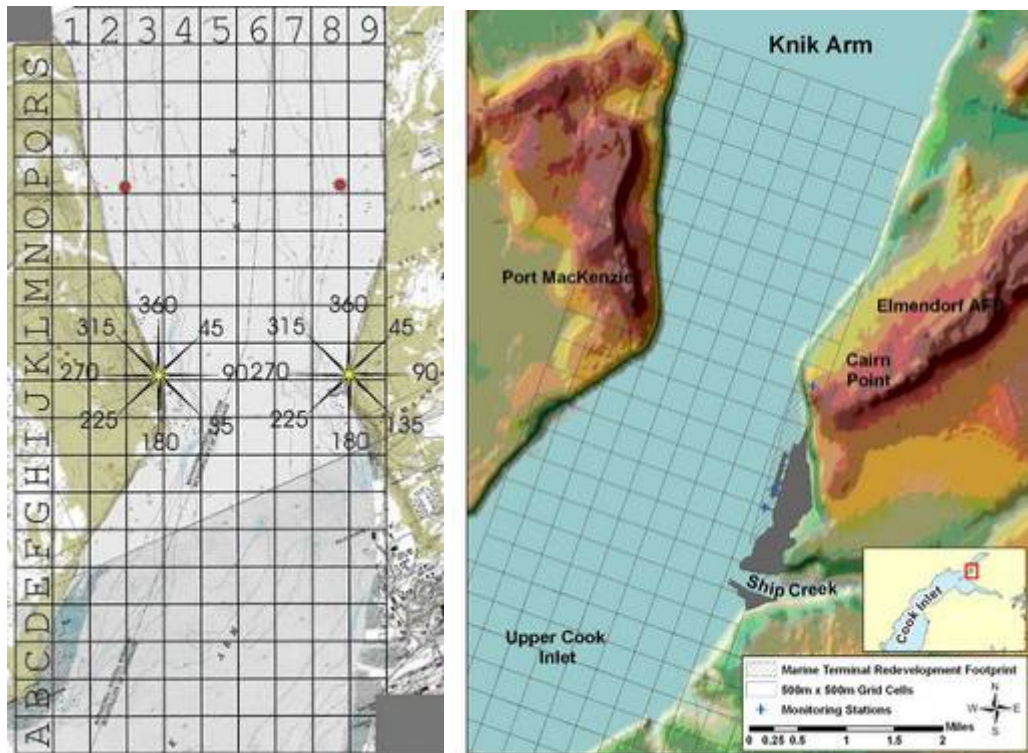 1 2 3 4 5 6 7 8 9
S
R
O
P
O
N
M
L
K
J
I
H
G
F
E
D
C
B
A
360
360
315
45
315
45
270
90
270
90
225
95
225
135
180
180
Knik Arm
Port MacKenzie
Elmendorf AFB
Cairn
Point
Ship Creek
Upper Cook
Inlet
Cook Inlet
Marine Terminal Redevelopment Footprint
500m x 500m Grid Cells
Monitoring Stations
N
W E
S
Miles
0 0.25 0.5 1 1.5 2